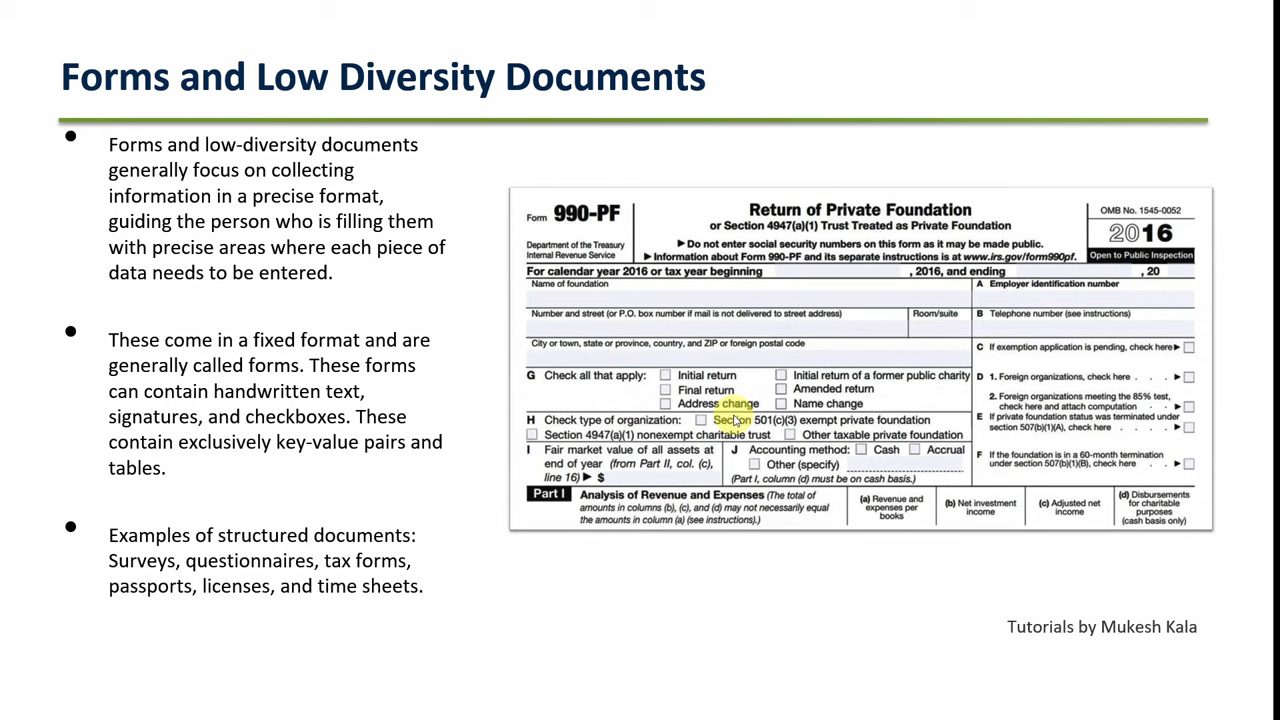 Forms and Low Diversity Documents
• Forms and low-diversity documents
generally focus on collecting
information in a precise format,
guiding the person who is filling them
with precise areas where each piece of
data needs to be entered.
• These come in a fixed format and are
generally called forms. These forms
can contain handwritten text,
signatures, and checkboxes. These
contain exclusively key-value pairs and
tables.
• Examples of structured documents:
Surveys, questionnaires, tax forms,
passports, licenses, and time sheets.
Form 990-PF
Department of the Treasury
Internal Revenue Service
Return of Private Foundation
or Section 4947(a)(1) Trust Treated as Private Foundation
▶ Do not enter social security numbers on this form as it may be made public.
▶ Information about Form 990-PF and its separate instructions is at www.irs.gov/form990pf.
OMB No. 1545-0052
2016
Open to Public Inspection
For calendar year 2016 or tax year beginning , 2016, and ending , 20
Name of foundation
A Employer identification number
Number and street (or P.O. box number if mail is not delivered to street address) Room/suite
B Telephone number (see instructions)
City or town, state or province, country, and ZIP or foreign postal code
C If exemption application is pending, check here ▶
G Check all that apply: Initial return Initial return of a former public charity
Final return Amended return
Address change Name change
D 1. Foreign organizations, check here . . . ▶
2. Foreign organizations meeting the 85% test,
check here and attach computation . . ▶
H Check type of organization: Section 501(c)(3) exempt private foundation
Section 4947(a)(1) nonexempt charitable trust Other taxable private foundation
E If private foundation status was terminated under
section 507(b)(1)(A), check here . . . . ▶
I Fair market value of all assets at
end of year (from Part II, col. (c),
line 16) ▶ $
J Accounting method: Cash Accrual
Other (specify)
(Part I, column (d) must be on cash basis.)
F If the foundation is in a 60-month termination
under section 507(b)(1)(B), check here . . ▶
Part I Analysis of Revenue and Expenses (The total of
amounts in columns (b), (c), and (d) may not necessarily equal
the amounts in column (a) (see instructions).)
(a) Revenue and
expenses per
books
(b) Net investment
income
(c) Adjusted net
income
(d) Disbursements
for charitable
purposes
(cash basis only)
Tutorials by Mukesh Kala